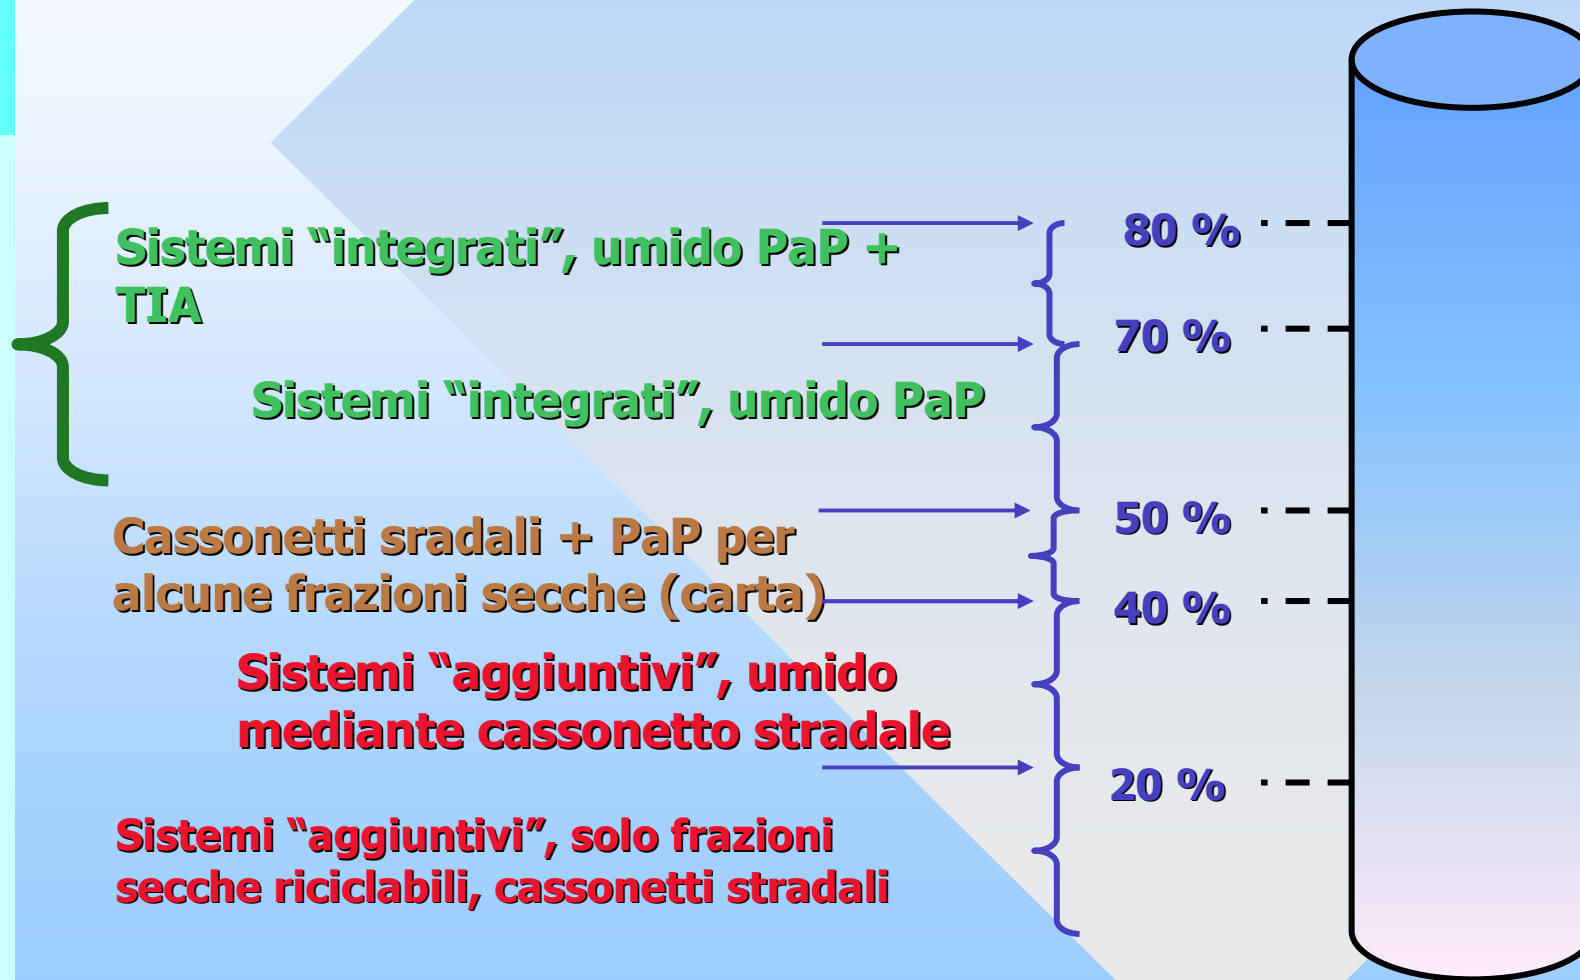 80 %
Sistemi “integrati”, umido PaP +
TIA
70 %
Sistemi “integrati”, umido PaP
50 %
Cassonetti sradali + PaP per
alcune frazioni secche (carta)
40 %
Sistemi “aggiuntivi”, umido
mediante cassonetto stradale
20 %
Sistemi “aggiuntivi”, solo frazioni
secche riciclabili, cassonetti stradali